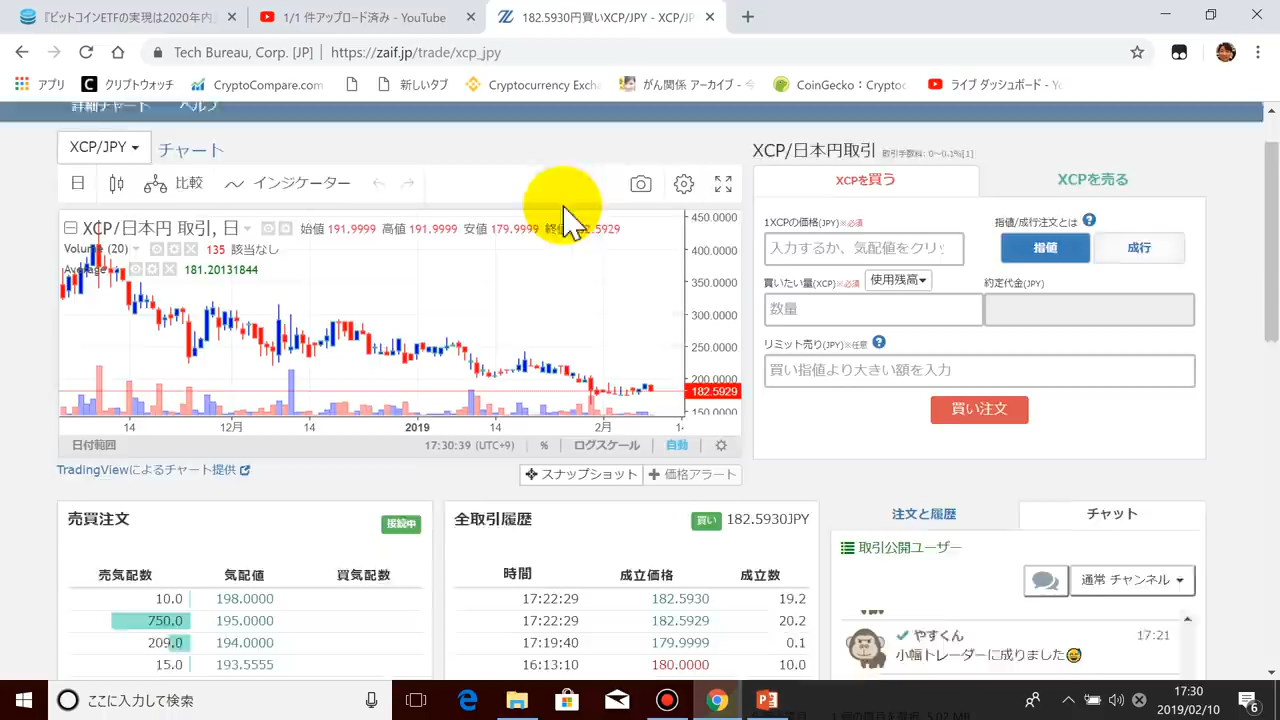 『ビットコインETFの実現は2020年内
1/1 件アップロード済み - YouTube
182.5930円買いXCP/JPY - XCP/JP
Tech Bureau, Corp. [JP] | https://zaif.jp/trade/xcp_jpy
アプリ クリプトウォッチ CryptoCompare.com 新しいタブ Cryptocurrency Excha がん関係 アーカイブ - 今 CoinGecko：Cryptoc ライブ ダッシュボード - Yo
詳細チャート ヘルプ
XCP/JPY チャート
日 比較 インジケーター
XCP/日本円 取引, 日 始値 191.9999 高値 191.9999 安値 179.9999
Volume (20) 135 該当なし
Average 181.20131844
450.0000
400.0000
350.0000
300.0000
250.0000
200.0000
182.5929
150.0000
14 12月 14 2019 14 2月
日付範囲 17:30:39 (UTC+9) % ログスケール 自動
TradingViewによるチャート提供
スナップショット 価格アラート
XCP/日本円取引 取引手数料: 0~0.1%[1]
XCPを買う XCPを売る
1XCPの価格(JPY)※必須 指値/成行注文とは
入力するか、気配値をクリッ 指値 成行
買いたい量(XCP)※必須 使用残高 約定代金(JPY)
数量
リミット売り(JPY)※任意
買い指値より大きい額を入力
買い注文
売買注文 接続中
売気配数 気配値 買気配数
10.0 198.0000
750.0 195.0000
209.0 194.0000
15.0 193.5555
全取引履歴 買い 182.5930JPY
時間 成立価格 成立数
17:22:29 182.5930 19.2
17:22:29 182.5929 20.2
17:19:40 179.9999 0.1
16:13:10 180.0000 10.0
注文と履歴 チャット
取引公開ユーザー
通常 チャンネル
やすくん 17:21
小幅トレーダーに成りました😅
ここに入力して検索
17:30
2019/02/10
6